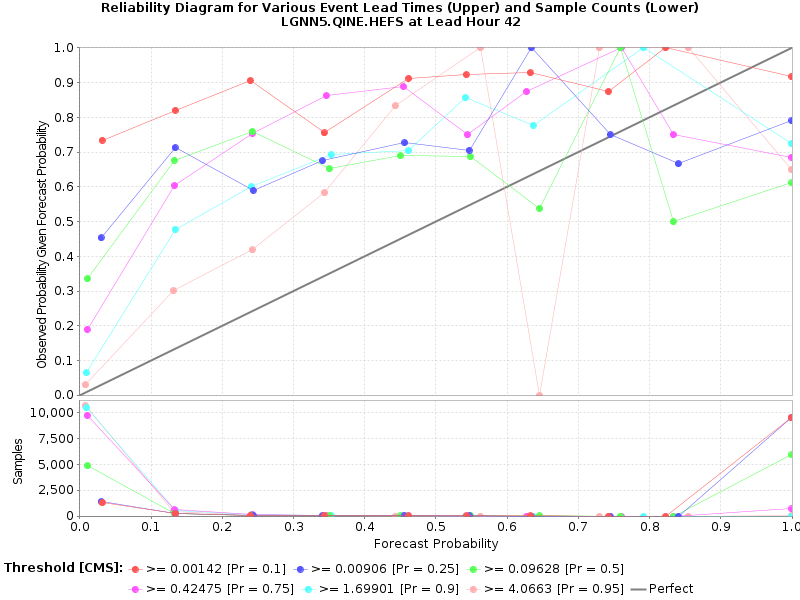 Reliability Diagram for Various Event Lead Times (Upper) and Sample Counts (Lower)
LGNN5.QINE.HEFS at Lead Hour 42
Observed Probability Given Forecast Probability
1.0
0.9
0.8
0.7
0.6
0.5
0.4
0.3
0.2
0.1
0.0
Samples
10,000
7,500
5,000
2,500
0
0.0 0.1 0.2 0.3 0.4 0.5 0.6 0.7 0.8 0.9 1.0
Forecast Probability
Threshold [CMS]: >= 0.00142 [Pr = 0.1] >= 0.00906 [Pr = 0.25] >= 0.09628 [Pr = 0.5]
>= 0.42475 [Pr = 0.75] >= 1.69901 [Pr = 0.9] >= 4.0663 [Pr = 0.95] Perfect